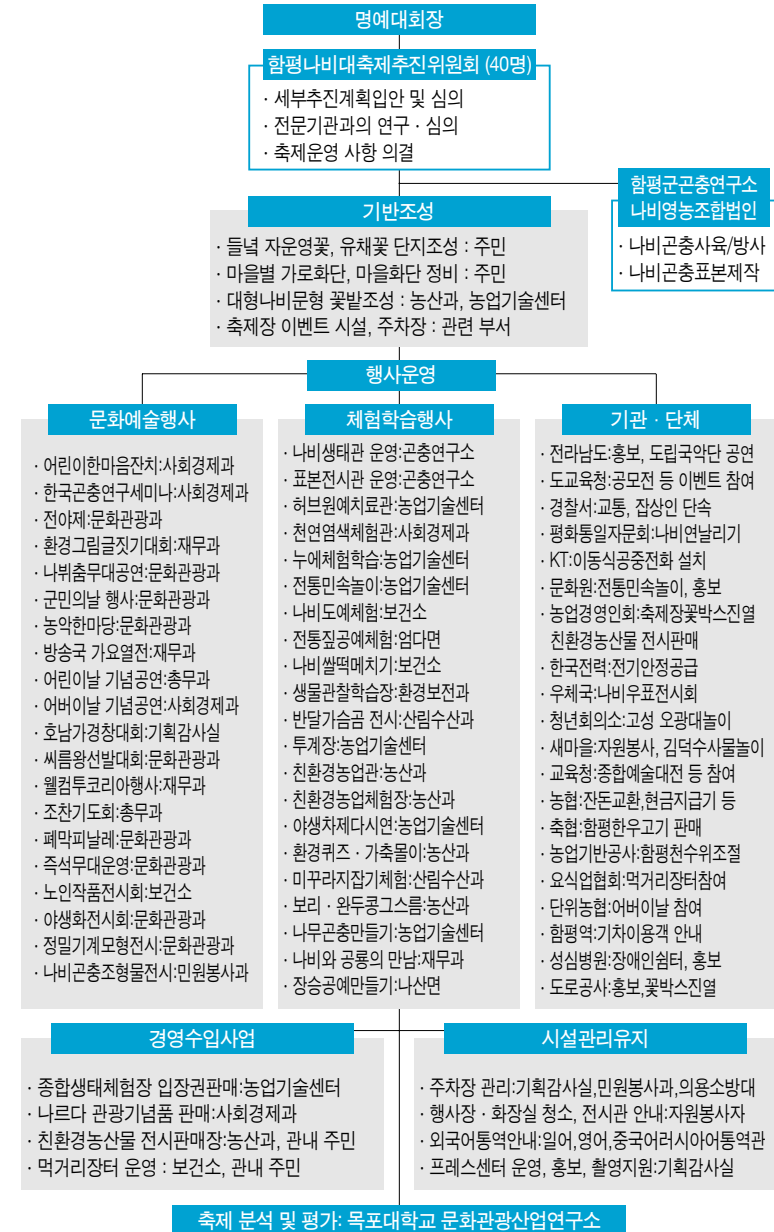 명예대회장
함평나비대축제추진위원회 (40명)
· 세부추진계획입안 및 심의
· 전문기관과의 연구 · 심의
· 축제운영 사항 의결
함평군곤충연구소
나비영농조합법인
· 나비곤충사육/방사
· 나비곤충표본제작
기반조성
· 들녘 자운영꽃, 유채꽃 단지조성 : 주민
· 마을별 가로화단, 마을화단 정비 : 주민
· 대형나비문형 꽃밭조성 : 농산과, 농업기술센터
· 축제장 이벤트 시설, 주차장 : 관련 부서
행사운영
문화예술행사
· 어린이한마음잔치:사회경제과
· 한국곤충연구세미나:사회경제과
· 전야제:문화관광과
· 환경그림글짓기대회:재무과
· 나뷔춤무대공연:문화관광과
· 군민의날 행사:문화관광과
· 농악한마당:문화관광과
· 방송국 가요열전:재무과
· 어린이날 기념공연:총무과
· 어버이날 기념공연:사회경제과
· 호남가경창대회:기획감사실
· 씨름왕선발대회:문화관광과
· 웰컴투코리아행사:재무과
· 조찬기도회:총무과
· 폐막피날레:문화관광과
· 즉석무대운영:문화관광과
· 노인작품전시회:보건소
· 야생화전시회:문화관광과
· 정밀기계모형전시:문화관광과
· 나비곤충조형물전시:민원봉사과
체험학습행사
· 나비생태관 운영:곤충연구소
· 표본전시관 운영:곤충연구소
· 허브원예치료관:농업기술센터
· 천연염색체험관:사회경제과
· 누에체험학습:농업기술센터
· 전통민속놀이:농업기술센터
· 나비도예체험:보건소
· 전통짚공예체험:엄다면
· 나비쌀떡메치기:보건소
· 생물관찰학습장:환경보전과
· 반달가슴곰 전시:산림수산과
· 투계장:농업기술센터
· 친환경농업관:농산과
· 친환경농업체험장:농산과
· 야생차제다시연:농업기술센터
· 환경퀴즈 · 가축몰이:농산과
· 미꾸라지잡기체험:산림수산과
· 보리 · 완두콩그스름:농산과
· 나무곤충만들기:농업기술센터
· 나비와 공룡의 만남:재무과
· 장승공예만들기:나산면
기관 · 단체
· 전라남도:홍보, 도립국악단 공연
· 도교육청:공모전 등 이벤트 참여
· 경찰서:교통, 잡상인 단속
· 평화통일자문회:나비연날리기
· KT:이동식공중전화 설치
· 문화원:전통민속놀이, 홍보
· 농업경영인회:축제장꽃박스진열
친환경농산물 전시판매
· 한국전력:전기안정공급
· 우체국:나비우표전시회
· 청년회의소:고성 오광대놀이
· 새마을:자원봉사, 김덕수사물놀이
· 교육청:종합예술대전 등 참여
· 농협:잔돈교환,현금지급기 등
· 축협:함평한우고기 판매
· 농업기반공사:함평천수위조절
· 요식업협회:먹거리장터참여
· 단위농협:어버이날 참여
· 함평역:기차이용객 안내
· 성심병원:장애인쉼터, 홍보
· 도로공사:홍보,꽃박스진열
경영수입사업
· 종합생태체험장 입장권판매:농업기술센터
· 나르다 관광기념품 판매:사회경제과
· 친환경농산물 전시판매장:농산과, 관내 주민
· 먹거리장터 운영 : 보건소, 관내 주민
시설관리유지
· 주차장 관리:기획감사실,민원봉사과,의용소방대
· 행사장 · 화장실 청소, 전시관 안내:자원봉사자
· 외국어통역안내:일어,영어,중국어러시아어통역관
· 프레스센터 운영, 홍보, 촬영지원:기획감사실
축제 분석 및 평가: 목포대학교 문화관광산업연구소